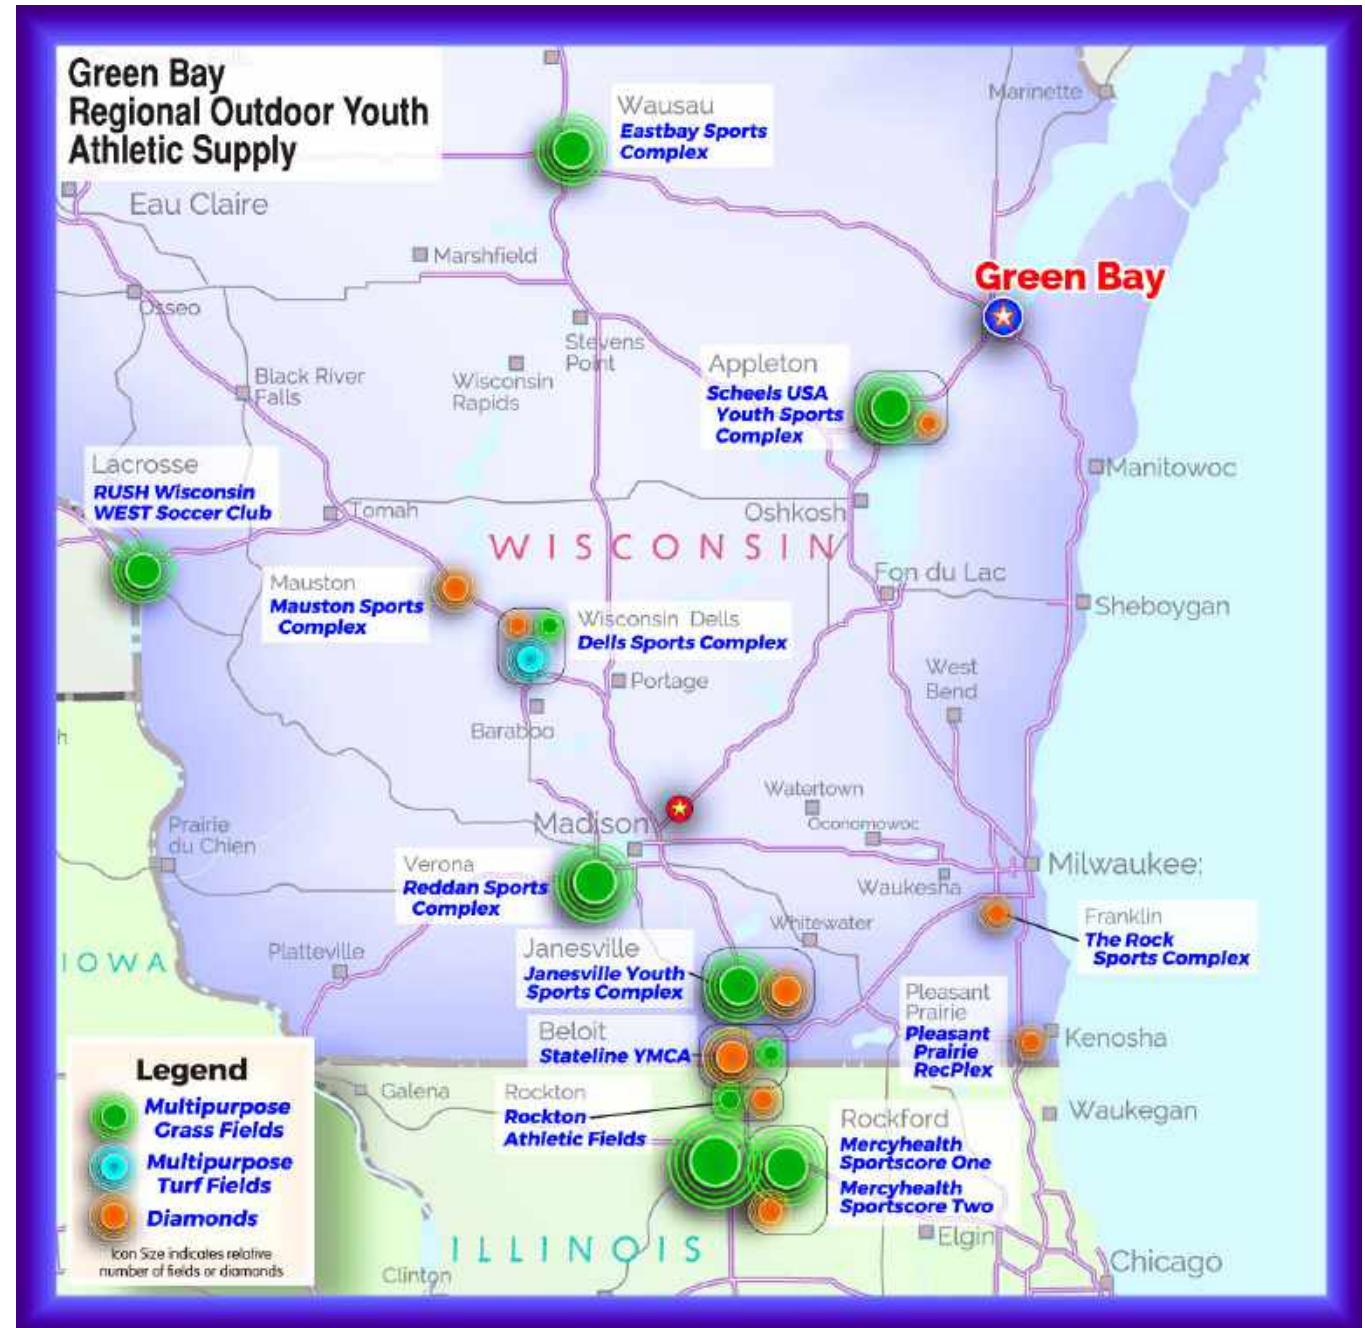 Green Bay
Regional Outdoor Youth
Athletic Supply
Wausau
Eastbay Sports
Complex
Marinette
Eau Claire
Marshfield
Green Bay
Osseo
Stevens
Point
Appleton
Scheels USA
Youth Sports
Complex
Black River
Falls
Wisconsin
Rapids
Lacrosse
RUSH Wisconsin
WEST Soccer Club
Manitowoc
Tomah
Oshkosh
WISCONSIN
Mauston
Mauston Sports
Complex
Fon du Lac
Sheboygan
Wisconsin Dells
Dells Sports Complex
West
Bend
Portage
Baraboo
h
Watertown
Oconomowoc
Madison
Prairie
du Chien
Verona
Reddan Sports
Complex
Milwaukee:
Waukesha
Whitewater
Franklin
The Rock
Sports Complex
IOWA
Platteville
Janesville
Janesville Youth
Sports Complex
Pleasant
Prairie
Pleasant
Prairie
RecPlex
Beloit
Stateline YMCA
Kenosha
Galena
Rockton
Rockton
Athletic Fields
Waukegan
Rockford
Mercyhealth
Sportscore One
Mercyhealth
Sportscore Two
Legend
Multipurpose
Grass Fields
Multipurpose
Turf Fields
Diamonds
Icon Size indicates relative
number of fields or diamonds
ILLINOIS
Elgin
Clinton
Chicago